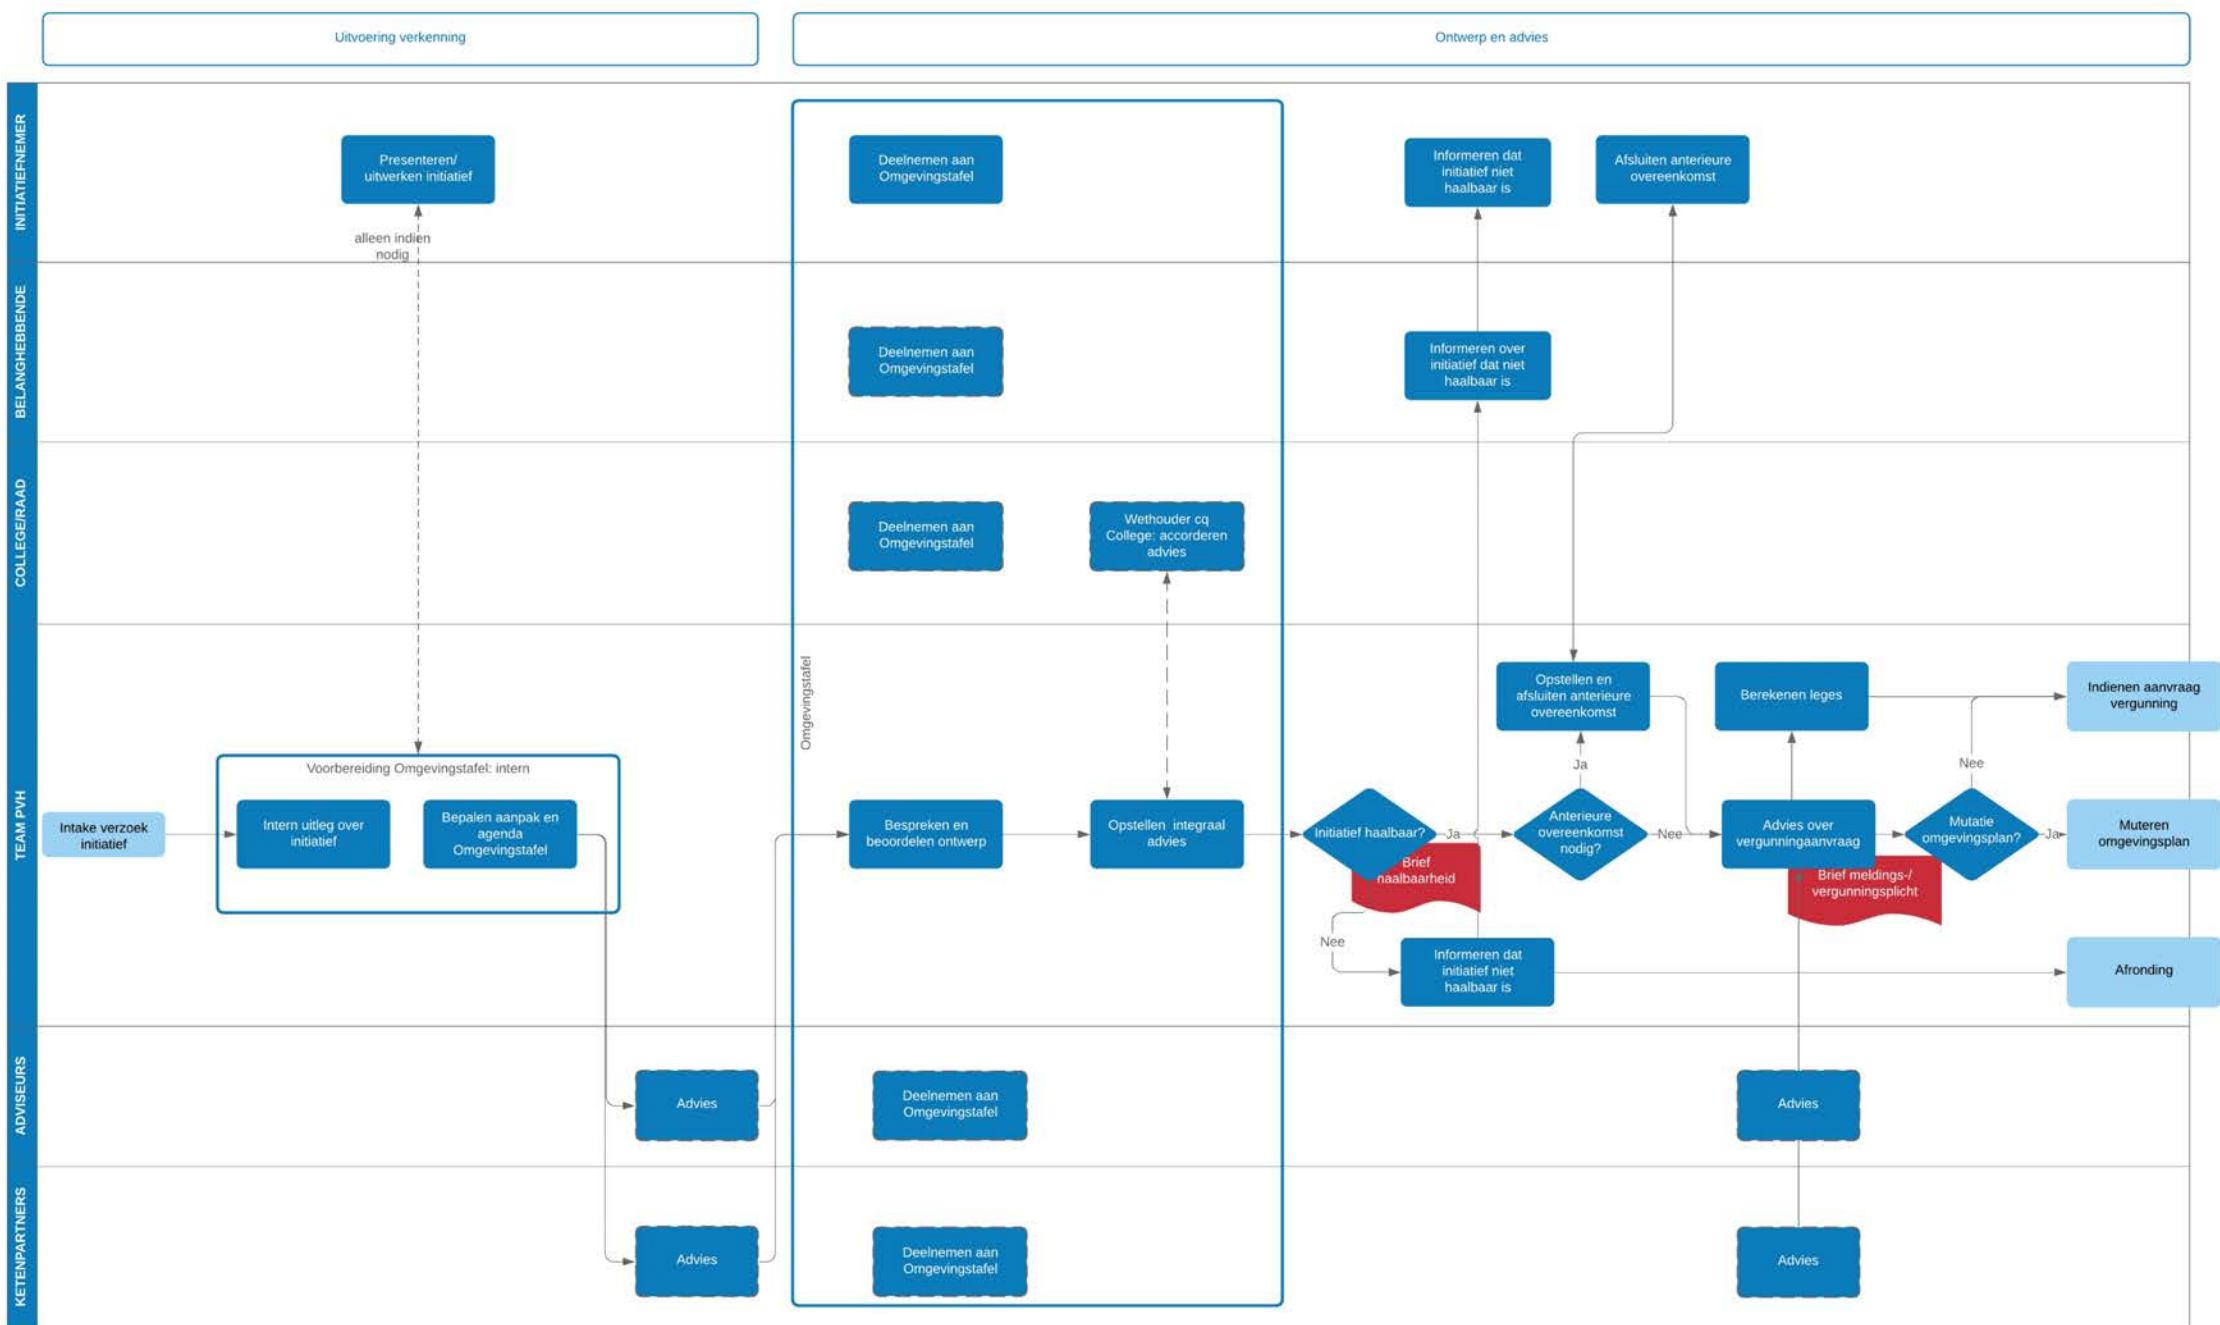 Uitvoering verkenning
Ontwerp en advies
INITIATIEFNEMER
Presenteren/
uitwerken initiatief
alleen indien
nodig
Deelnemen aan
Omgevingstafel
Informeren dat
initiatief niet
haalbaar is
Afsluiten anterieure
overeenkomst
BELANGHEBBENDE
Deelnemen aan
Omgevingstafel
Informeren over
initiatief dat niet
haalbaar is
COLLEGE/RAAD
Deelnemen aan
Omgevingstafel
Wethouder cq
College: accorderen
advies
TEAM PVH
Omgevingstafel
Intake verzoek
initiatief
Voorbereiding Omgevingstafel: intern
Intern uitleg over
initiatief
Bepalen aanpak en
agenda
Omgevingstafel
Bespreken en
beoordelen ontwerp
Opstellen integraal
advies
Initiatief haalbaar?
Ja
Brief
haalbaarheid
Nee
Informeren dat
initiatief niet
haalbaar is
Anterieure
overeenkomst
nodig?
Ja
Nee
Opstellen en
afsluiten anterieure
overeenkomst
Berekenen leges
Advies over
vergunningaanvraag
Brief meldings-/
vergunningsplicht
Mutatie
omgevingsplan?
Nee
Ja
Indienen aanvraag
vergunning
Muteren
omgevingsplan
Afronding
ADVISEURS
Advies
Deelnemen aan
Omgevingstafel
Advies
KETENPARTNERS
Advies
Deelnemen aan
Omgevingstafel
Advies